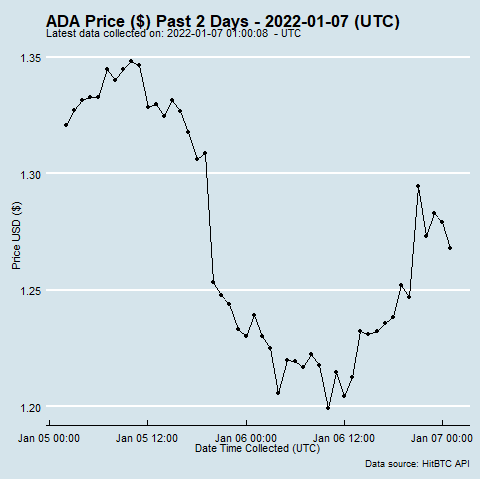 ADA Price ($) Past 2 Days - 2022-01-07 (UTC)
Latest data collected on: 2022-01-07 01:00:08 - UTC
1.35
1.30
1.25
1.20
Price USD ($)
Jan 05 00:00 Jan 05 12:00 Jan 06 00:00 Jan 06 12:00 Jan 07 00:00
Date Time Collected (UTC)
Data source: HitBTC API